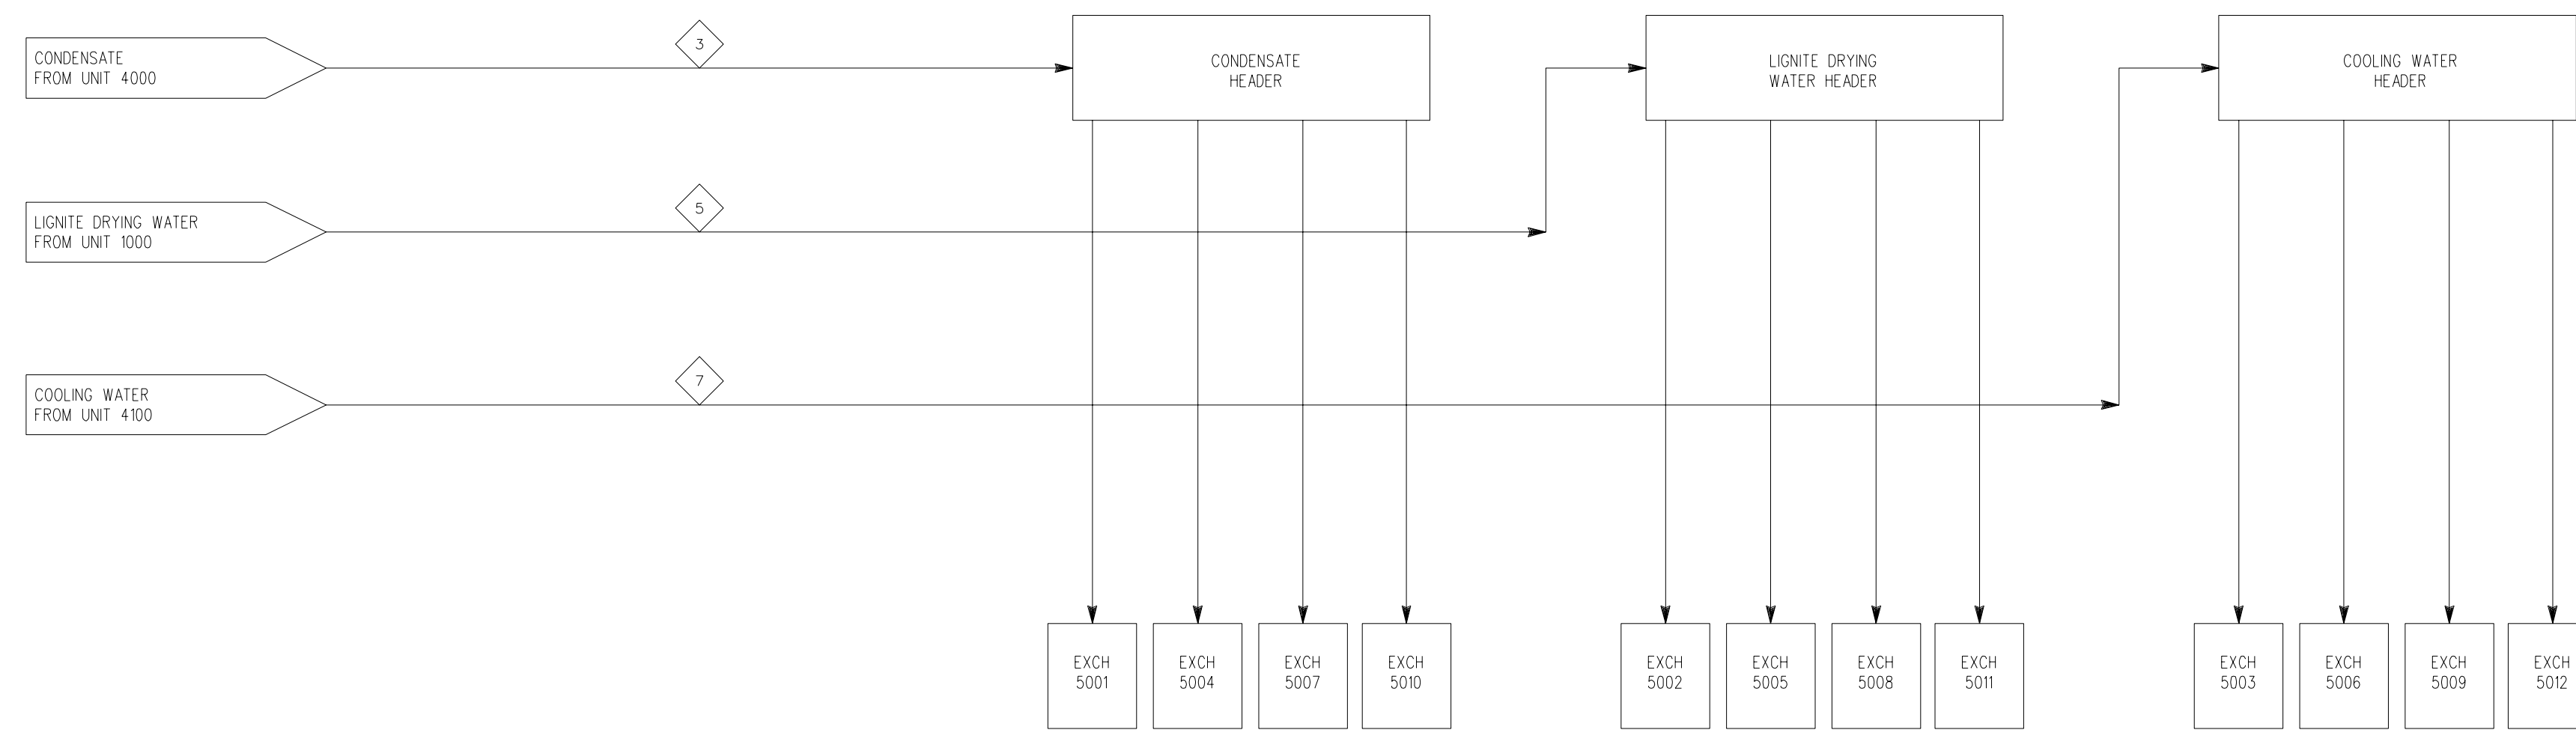 CONDENSATE
FROM UNIT 4000
3
CONDENSATE
HEADER
LIGNITE DRYING
WATER HEADER
COOLING WATER
HEADER
LIGNITE DRYING WATER
FROM UNIT 1000
5
COOLING WATER
FROM UNIT 4100
7
EXCH
5001
EXCH
5004
EXCH
5007
EXCH
5010
EXCH
5002
EXCH
5005
EXCH
5008
EXCH
5011
EXCH
5003
EXCH
5006
EXCH
5009
EXCH
5012